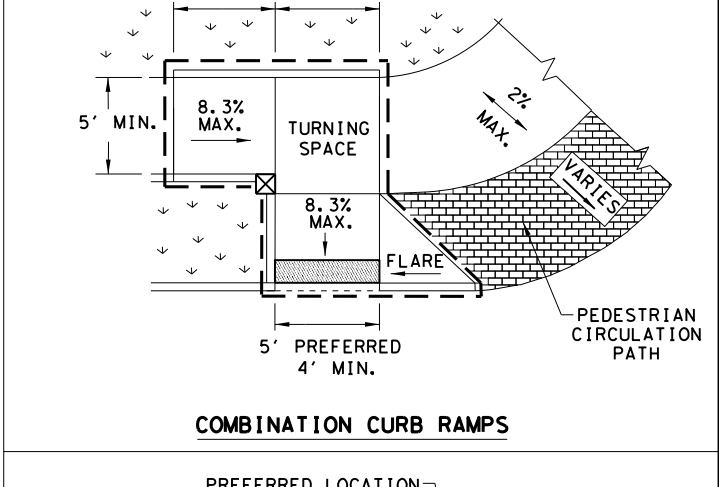 8.3%
MAX.
5' MIN.
TURNING
SPACE
2%
MAX.
VARIES
8.3%
MAX.
FLARE
PEDESTRIAN
CIRCULATION
PATH
5' PREFERRED
4' MIN.
COMBINATION CURB RAMPS
PREFERRED LOCATION